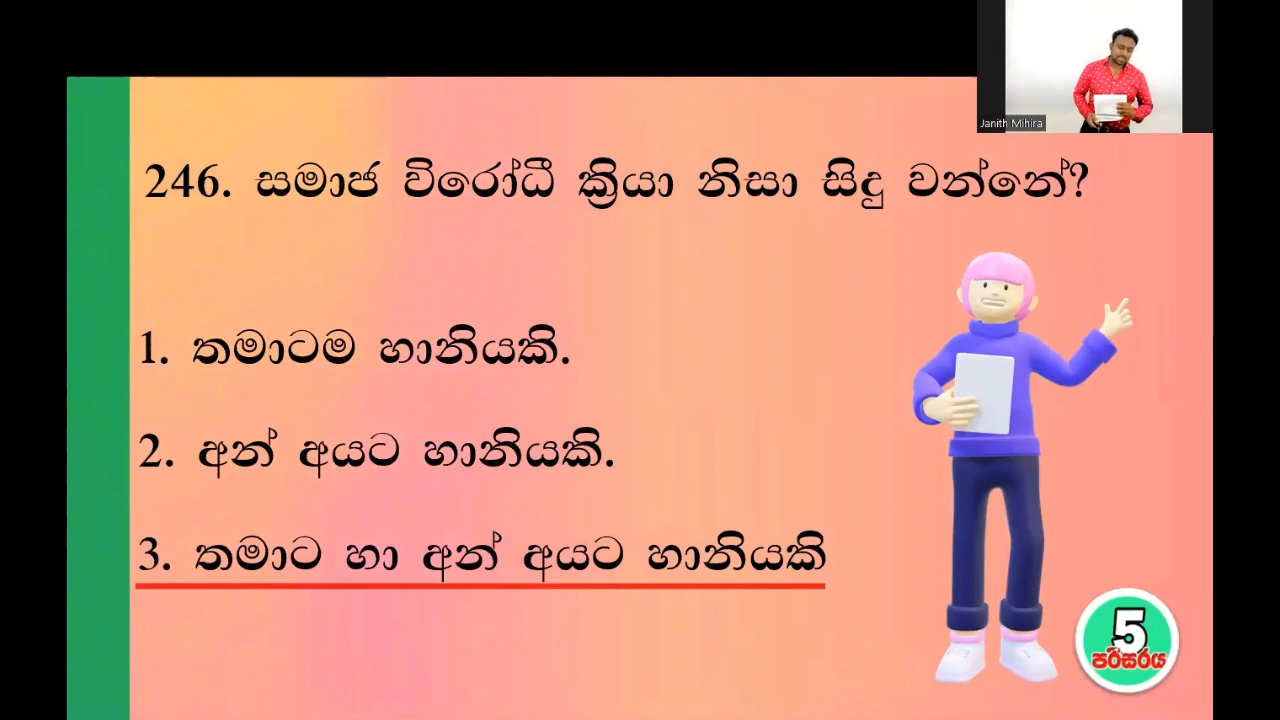 Janith Mihira
246. සමාජ විරෝධී ක්‍රියා නිසා සිදු වන්නේ?
1. තමාටම හානියකි.
2. අන් අයට හානියකි.
3. තමාට හා අන් අයට හානියකි
5
පරිසරය